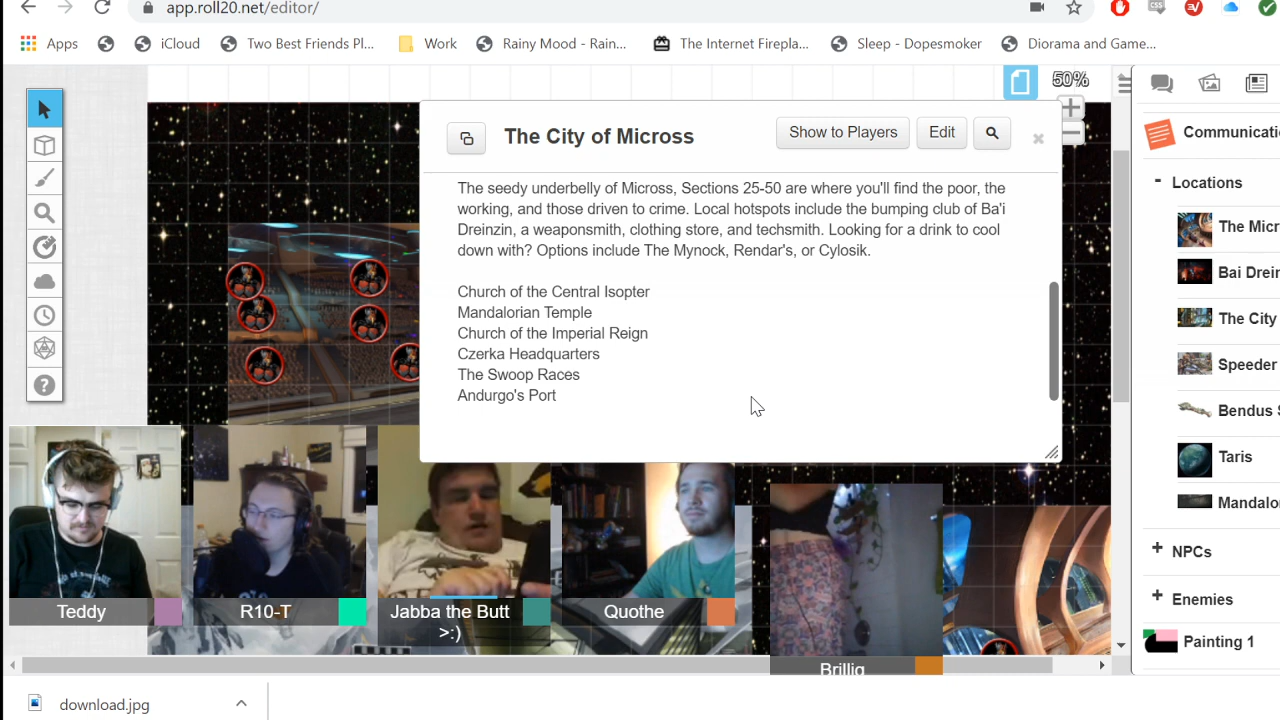 app.roll20.net/editor/
Apps
iCloud
Two Best Friends Pl...
Work
Rainy Mood - Rain...
The Internet Firepla...
Sleep - Dopesmoker
Diorama and Game...
50%
The City of Micross
Show to Players
Edit
The seedy underbelly of Micross, Sections 25-50 are where you'll find the poor, the
working, and those driven to crime. Local hotspots include the bumping club of Ba'i
Dreinzin, a weaponsmith, clothing store, and techsmith. Looking for a drink to cool
down with? Options include The Mynock, Rendar's, or Cylosik.
Church of the Central Isopter
Mandalorian Temple
Church of the Imperial Reign
Czerka Headquarters
The Swoop Races
Andurgo's Port
Communicati
Locations
The Micr
Bai Drein
The City
Speeder
Bendus S
Taris
Mandalo
NPCs
Enemies
Painting 1
Teddy
R10-T
Jabba the Butt
>:)
Quothe
Brillig
download.jpg
CSS